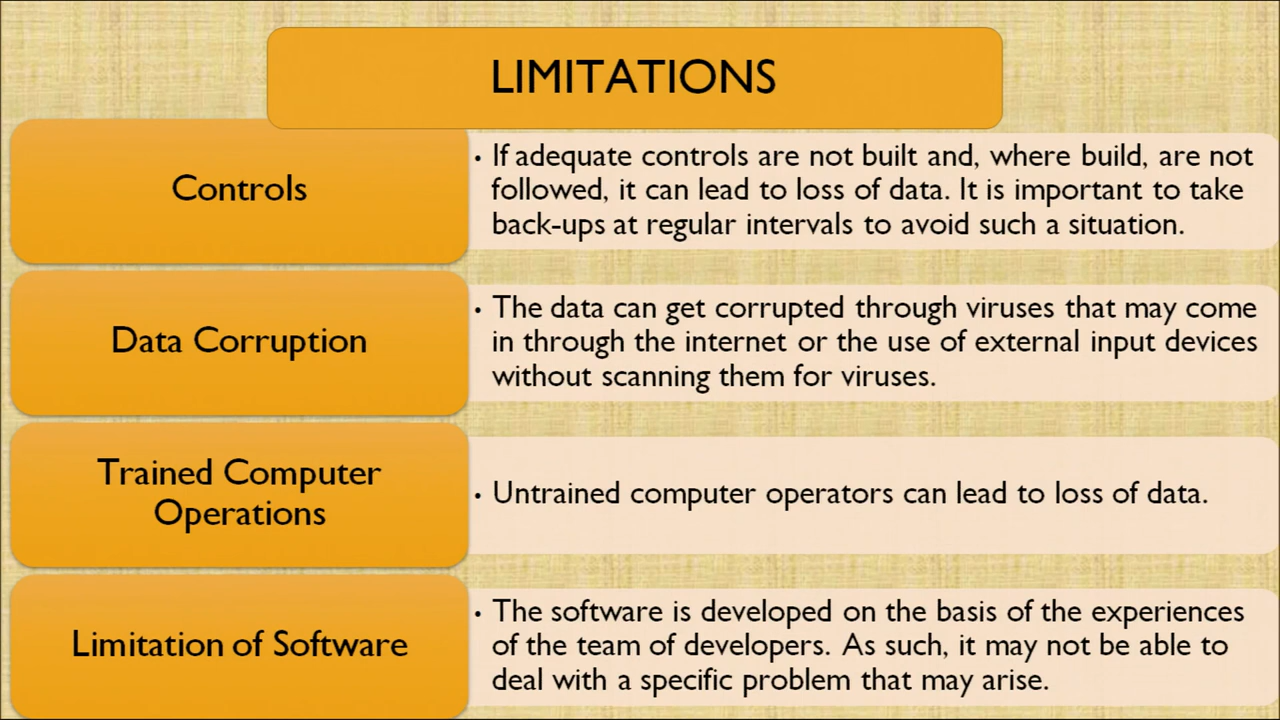 LIMITATIONS
Controls
• If adequate controls are not built and, where build, are not
followed, it can lead to loss of data. It is important to take
back-ups at regular intervals to avoid such a situation.
Data Corruption
• The data can get corrupted through viruses that may come
in through the internet or the use of external input devices
without scanning them for viruses.
Trained Computer
Operations
• Untrained computer operators can lead to loss of data.
Limitation of Software
• The software is developed on the basis of the experiences
of the team of developers. As such, it may not be able to
deal with a specific problem that may arise.